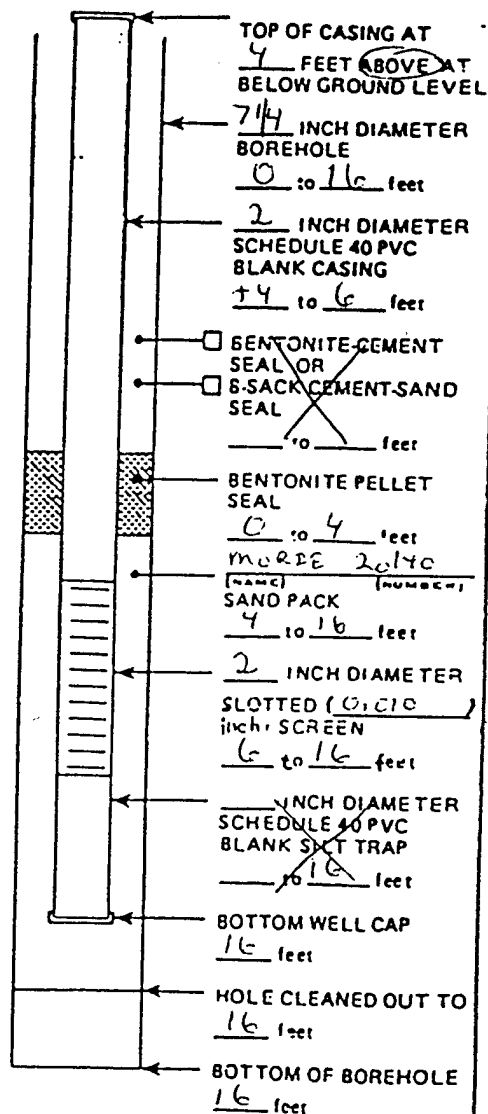 TOP OF CASING AT
4 FEET ABOVE AT
BELOW GROUND LEVEL
7 1/4 INCH DIAMETER
BOREHOLE
0 to 16 feet
2 INCH DIAMETER
SCHEDULE 40 PVC
BLANK CASING
+4 to 6 feet
BENTONITE-CEMENT
SEAL OR
8-SACK CEMENT-SAND
SEAL
to feet
BENTONITE PELLET
SEAL
0 to 4 feet
MORIE 20/40
(NAME) (NUMBER)
SAND PACK
4 to 16 feet
2 INCH DIAMETER
SLOTTED (0.010)
inch) SCREEN
6 to 16 feet
INCH DIAMETER
SCHEDULE 40 PVC
BLANK SILT TRAP
to 16 feet
BOTTOM WELL CAP
16 feet
HOLE CLEANED OUT TO
16 feet
BOTTOM OF BOREHOLE
16 feet